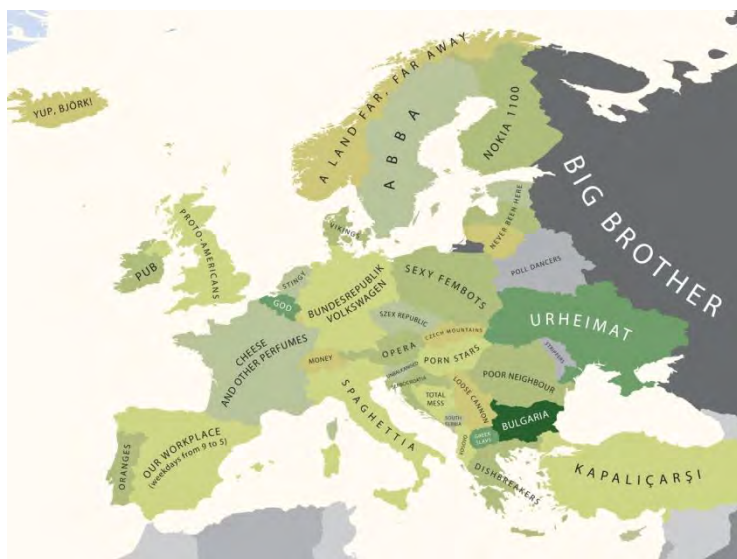 YUP, BJÖRK!
A LAND FAR, FAR AWAY
ABBA
NOKIA 1100
BIG BROTHER
NEVER BEEN HERE
PROTO-AMERICANS
PUB
VIKINGS
STINGY
GOD
BUNDESREPUBLIK
VOLKSWAGEN
SEXY FEMBOTS
POLL DANCERS
URHEIMAT
CHEESE
AND OTHER PERFUMES
SZEX REPUBLIC
CZECH MOUNTAINS
MONEY
OPERA
PORN STARS
STRIPPERS
SPAGHETTIA
TOTAL
MESS
LOOSE CANNON
POOR NEIGHBOUR
BULGARIA
SOUTH
SERBIA
GREEK
SLAVS
ORANGES
OUR WORKPLACE
(weekdays from 9 to 5)
DISHBREAKERS
KAPALIÇARŞI